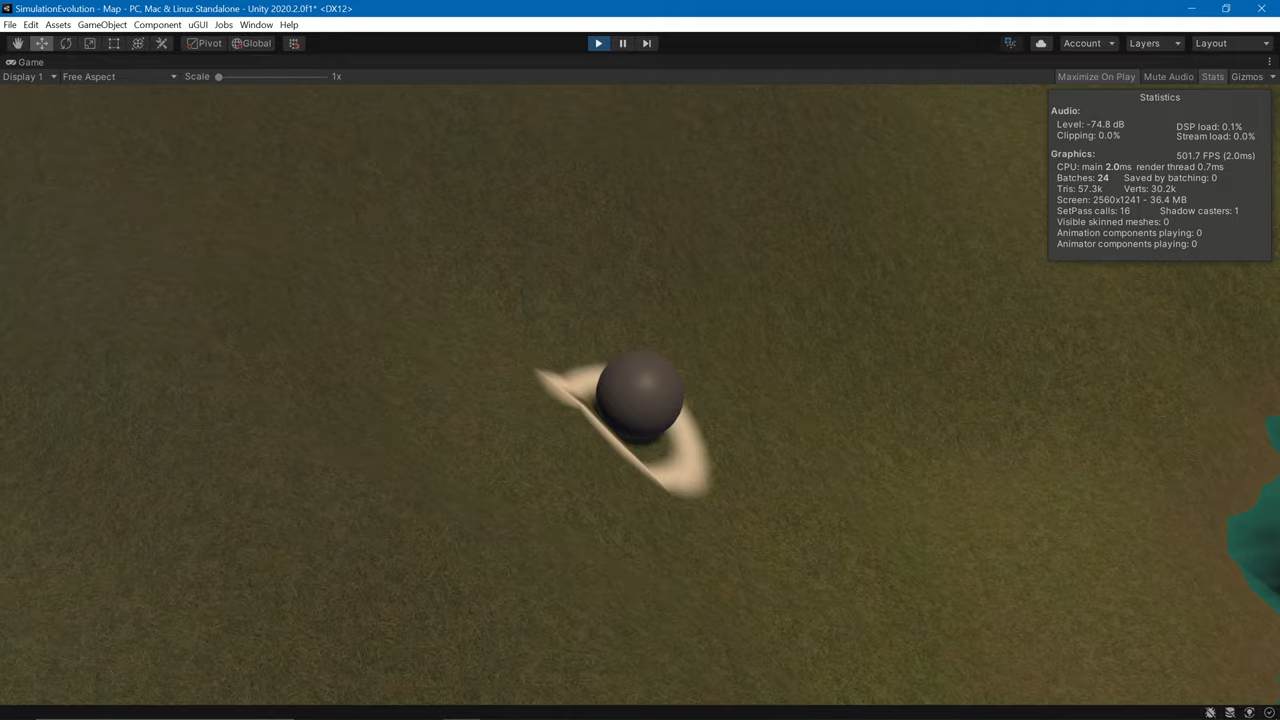 SimulationEvolution - Map - PC, Mac & Linux Standalone - Unity 2020.2.0f1* <DX12>
File Edit Assets GameObject Component uGUI Jobs Window Help
Pivot Global Account Layers Layout
Game
Display 1 Free Aspect Scale 1x Maximize On Play Mute Audio Stats Gizmos
Statistics
Audio:
Level: -74.8 dB DSP load: 0.1%
Clipping: 0.0% Stream load: 0.0%
Graphics: 501.7 FPS (2.0ms)
CPU: main 2.0ms render thread 0.7ms
Batches: 24 Saved by batching: 0
Tris: 57.3k Verts: 30.2k
Screen: 2560x1241 - 36.4 MB
SetPass calls: 16 Shadow casters: 1
Visible skinned meshes: 0
Animation components playing: 0
Animator components playing: 0